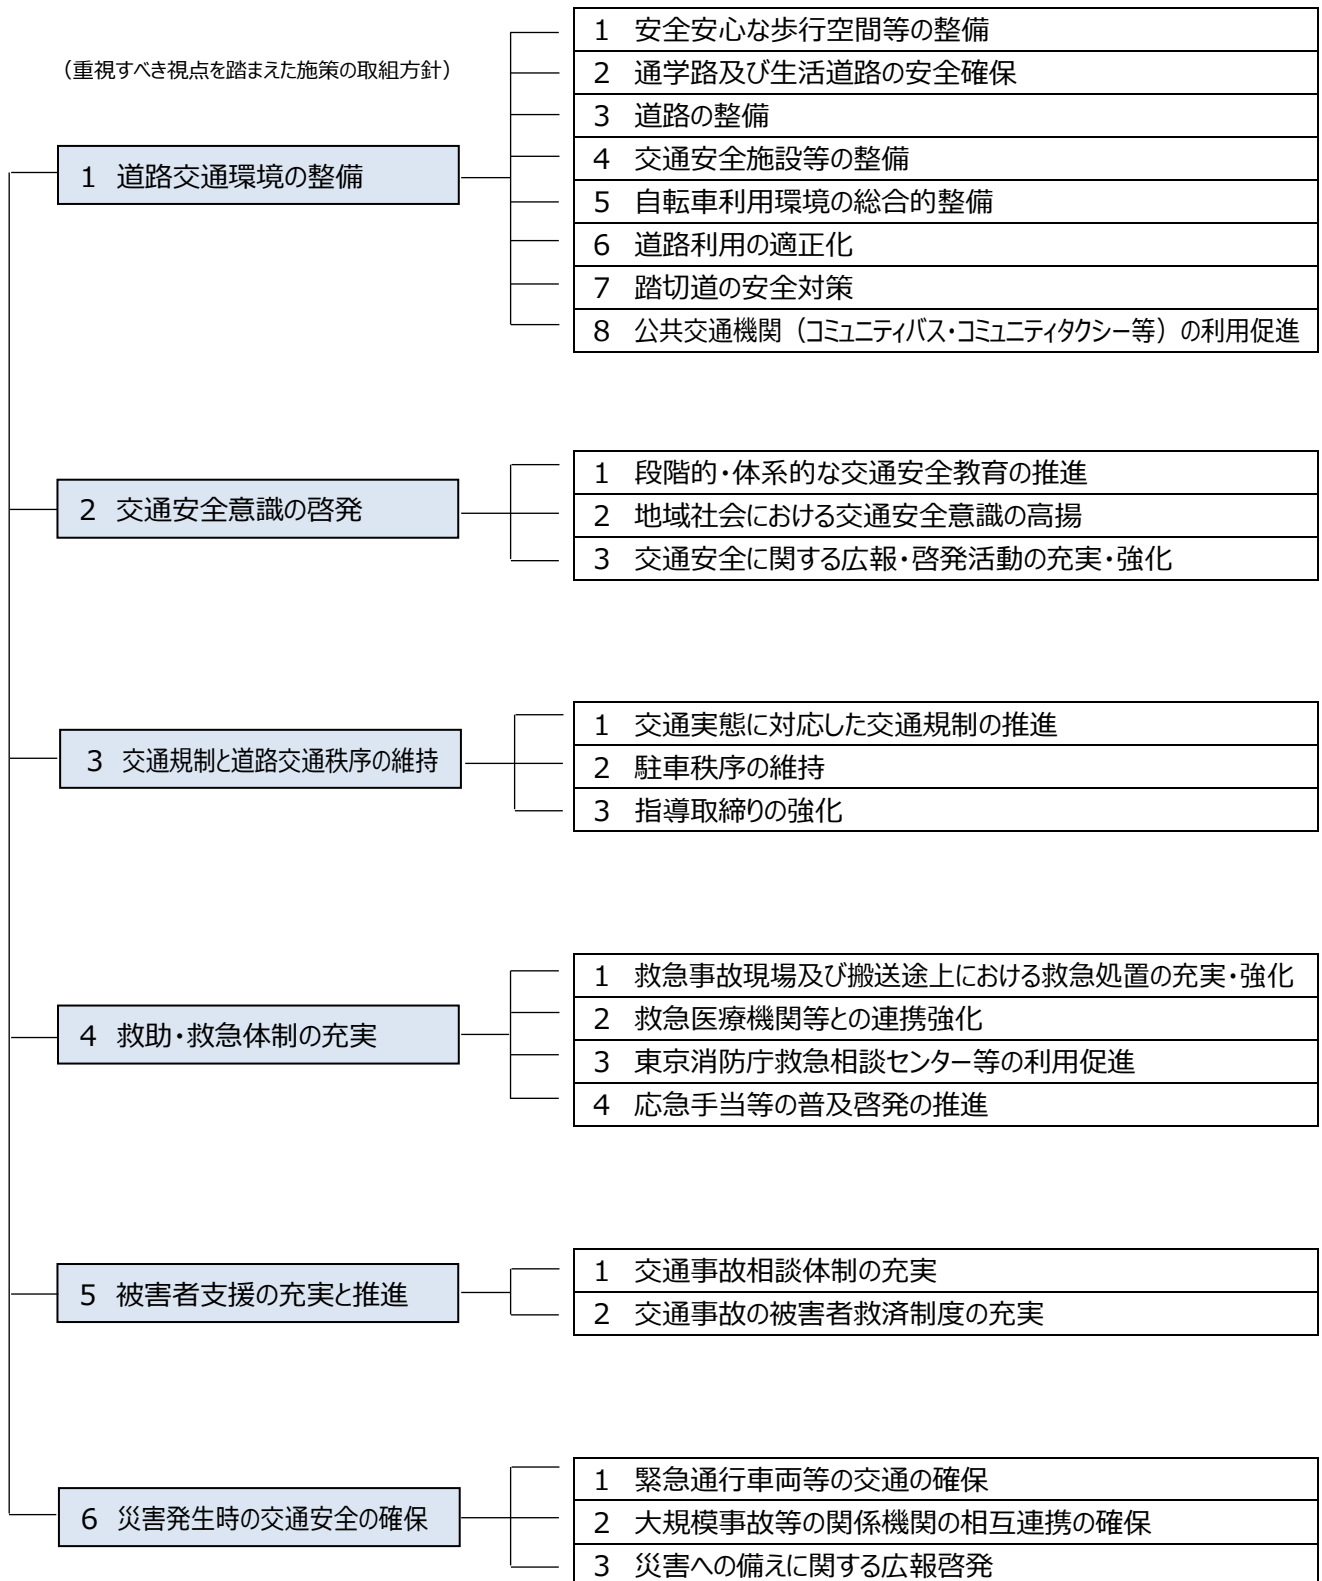 (重視すべき視点を踏まえた施策の取組方針)
1 道路交通環境の整備
1 安全安心な歩行空間等の整備
2 通学路及び生活道路の安全確保
3 道路の整備
4 交通安全施設等の整備
5 自転車利用環境の総合的整備
6 道路利用の適正化
7 踏切道の安全対策
8 公共交通機関(コミュニティバス・コミュニティタクシー等)の利用促進
2 交通安全意識の啓発
1 段階的・体系的な交通安全教育の推進
2 地域社会における交通安全意識の高揚
3 交通安全に関する広報・啓発活動の充実・強化
3 交通規制と道路交通秩序の維持
1 交通実態に対応した交通規制の推進
2 駐車秩序の維持
3 指導取締りの強化
4 救助・救急体制の充実
1 救急事故現場及び搬送途上における救急処置の充実・強化
2 救急医療機関等との連携強化
3 東京消防庁救急相談センター等の利用促進
4 応急手当等の普及啓発の推進
5 被害者支援の充実と推進
1 交通事故相談体制の充実
2 交通事故の被害者救済制度の充実
6 災害発生時の交通安全の確保
1 緊急通行車両等の交通の確保
2 大規模事故等の関係機関の相互連携の確保
3 災害への備えに関する広報啓発